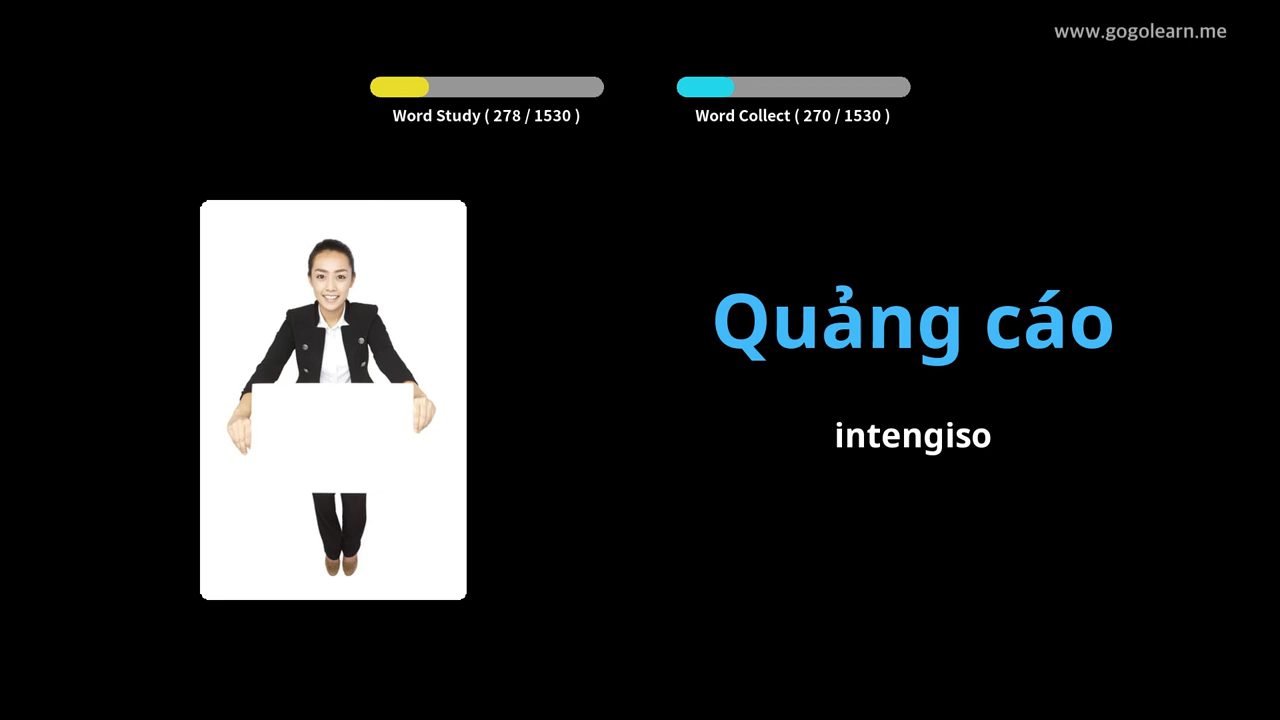 www.gogolearn.me
Word Study ( 278 / 1530 )
Word Collect ( 270 / 1530 )
Quảng cáo
intengiso